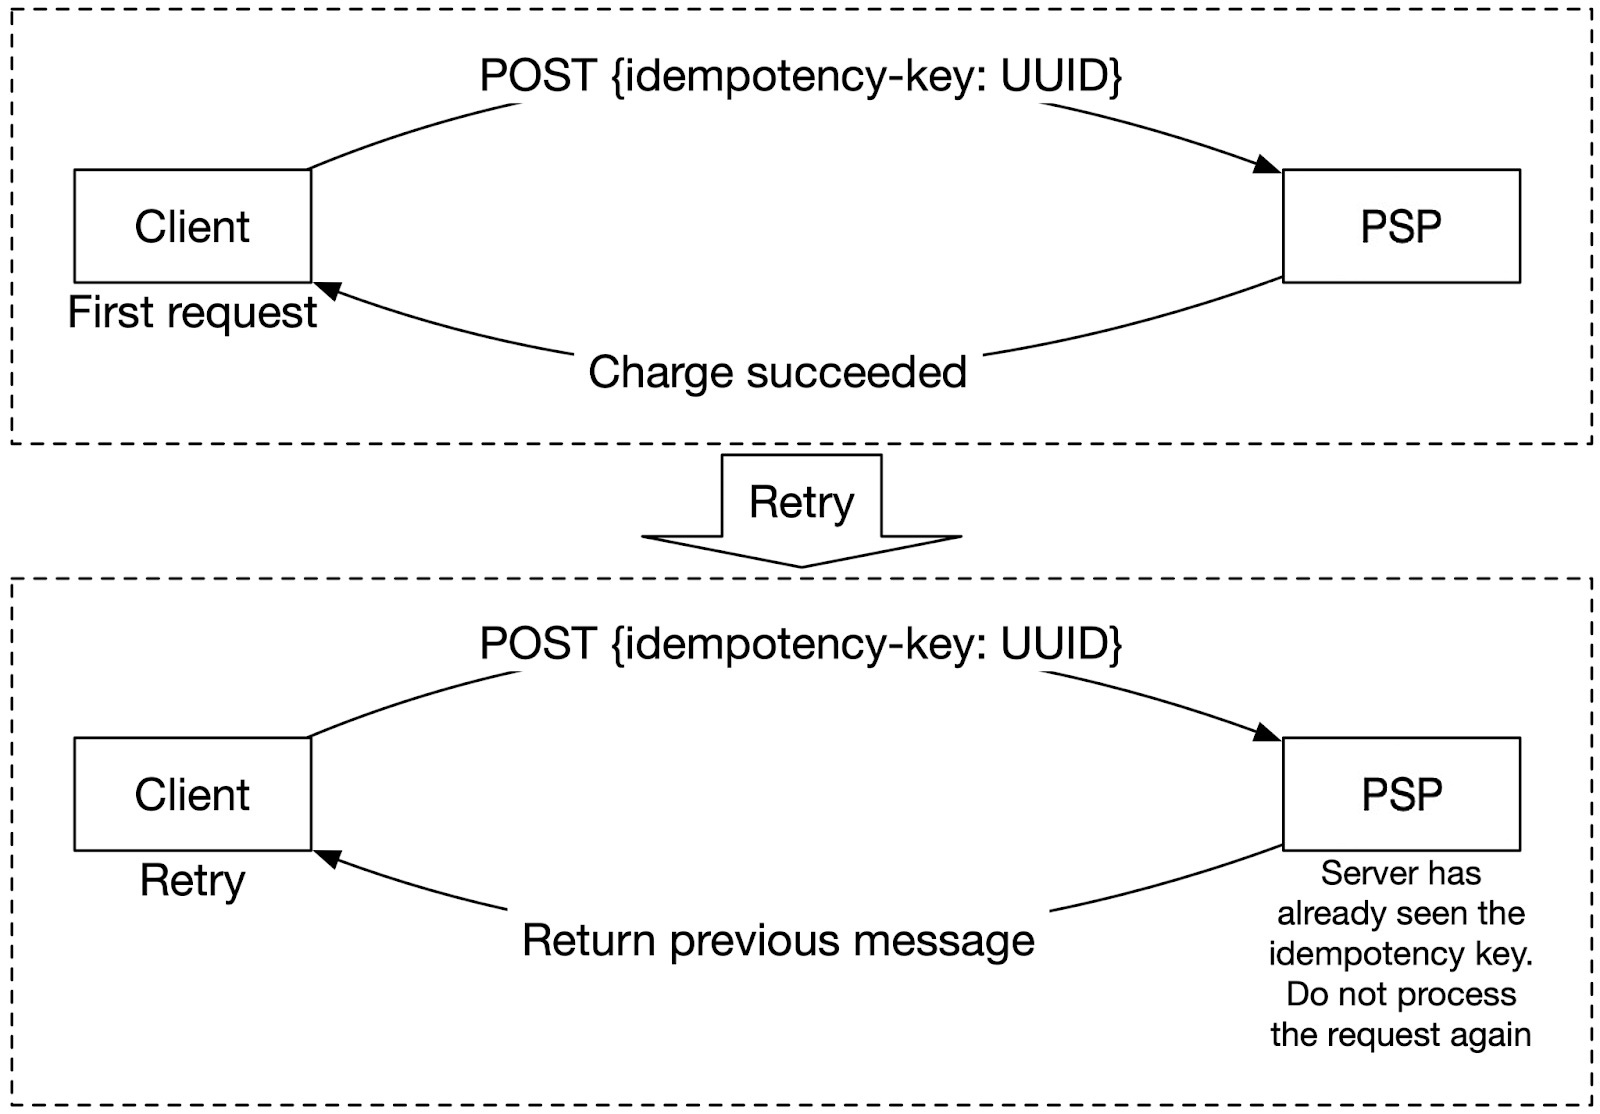 POST {idempotency-key: UUID}
Client
PSP
First request
Charge succeeded
Retry
POST {idempotency-key: UUID}
Client
PSP
Retry
Return previous message
Server has
already seen the
idempotency key.
Do not process
the request again